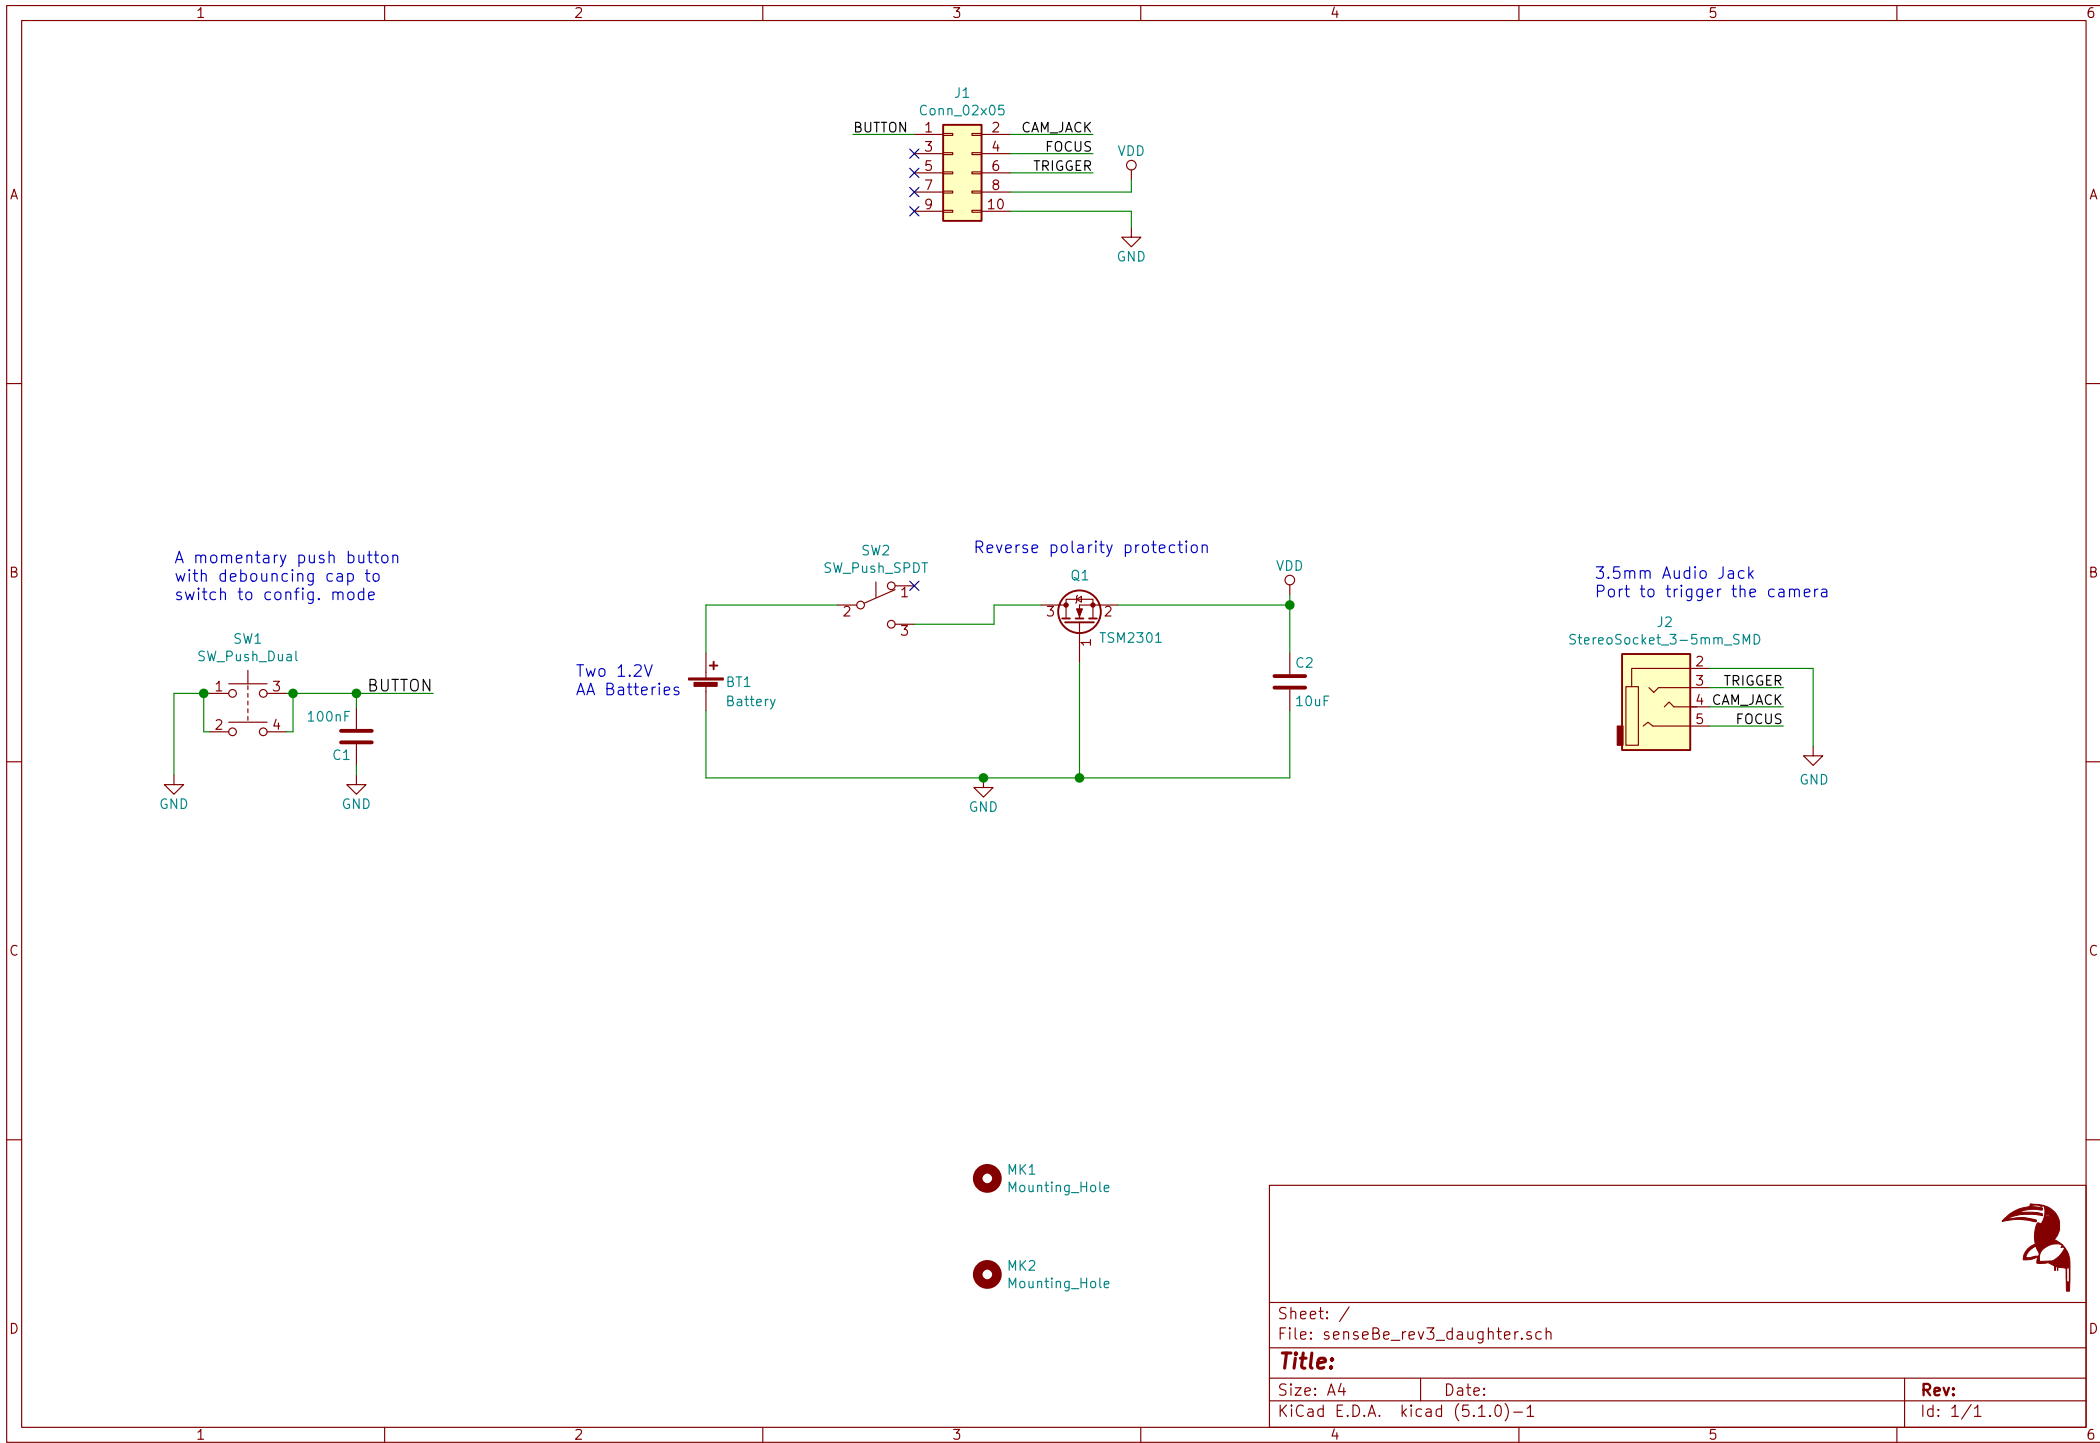 1 2 3 4 5 6
J1
Conn_02x05
BUTTON 1 2 CAM_JACK
3 4 FOCUS
5 6 TRIGGER
7 8
9 10
VDD
GND
A A
A momentary push button
with debouncing cap to
switch to config. mode
SW1
SW_Push_Dual
1 3 BUTTON
2 4 100nF
C1
GND GND
Two 1.2V
AA Batteries
BT1
Battery
SW2
SW_Push_SPDT
1
2
3
Reverse polarity protection
Q1
3 2
TSM2301
1
VDD
C2
10uF
GND
3.5mm Audio Jack
Port to trigger the camera
J2
StereoSocket_3-5mm_SMD
2
3 TRIGGER
4 CAM_JACK
5 FOCUS
GND
B B
C C
MK1
Mounting_Hole
MK2
Mounting_Hole
D D
Sheet: /
File: senseBe_rev3_daughter.sch
Title:
Size: A4 Date: Rev:
KiCad E.D.A. kicad (5.1.0)-1 Id: 1/1
1 2 3 4 5 6